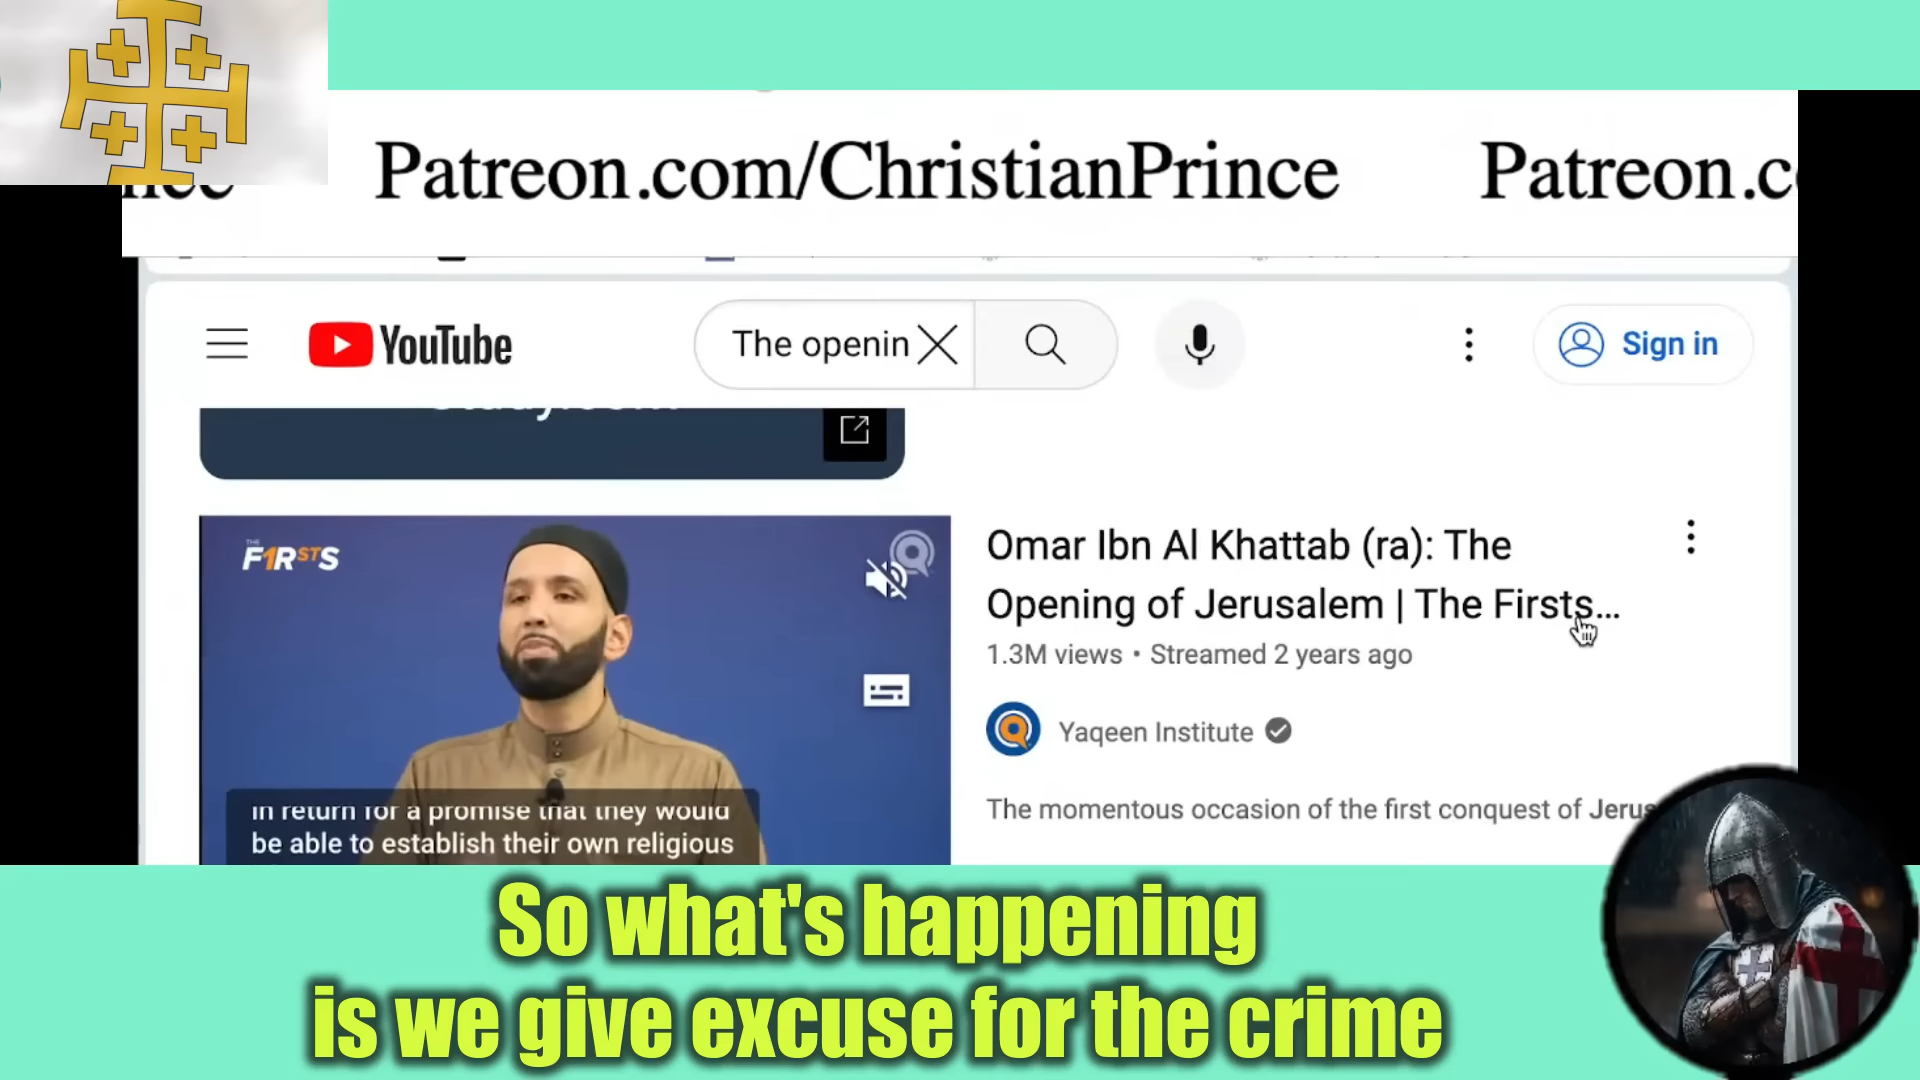 Patreon.com/ChristianPrince
Patreon.c
YouTube
The openin
Sign in
THE
F1RSTS
Omar Ibn Al Khattab (ra): The
Opening of Jerusalem | The Firsts...
1.3M views • Streamed 2 years ago
Yaqeen Institute
In return for a promise that they would
be able to establish their own religious
The momentous occasion of the first conquest of Jerus
So what's happening
is we give excuse for the crime